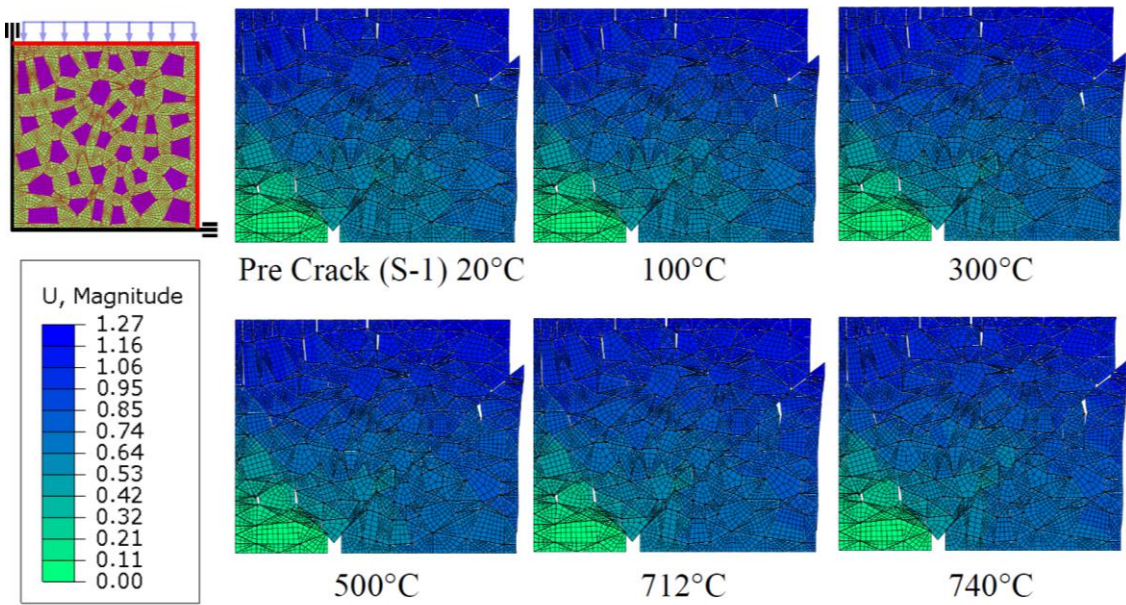 Pre Crack (S-1) 20°C
100°C
300°C
U, Magnitude
1.27
1.16
1.06
0.95
0.85
0.74
0.64
0.53
0.42
0.32
0.21
0.11
0.00
500°C
712°C
740°C